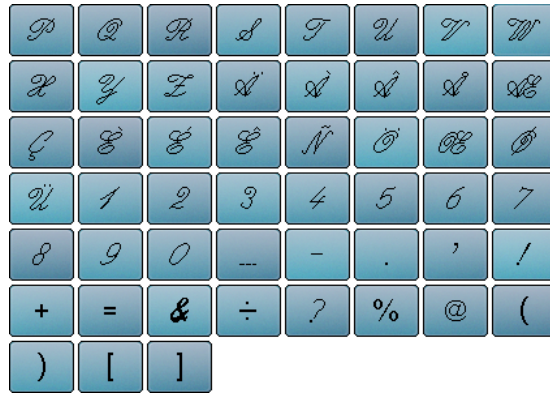 P Q R S T U V W
X Y Z Ä À Â Å Æ
Ç È É Ê Ñ Ö Œ Ø
Ü 1 2 3 4 5 6 7
8 9 0 _ - . ’ !
+ = & ÷ ? % @ (
) [ ]